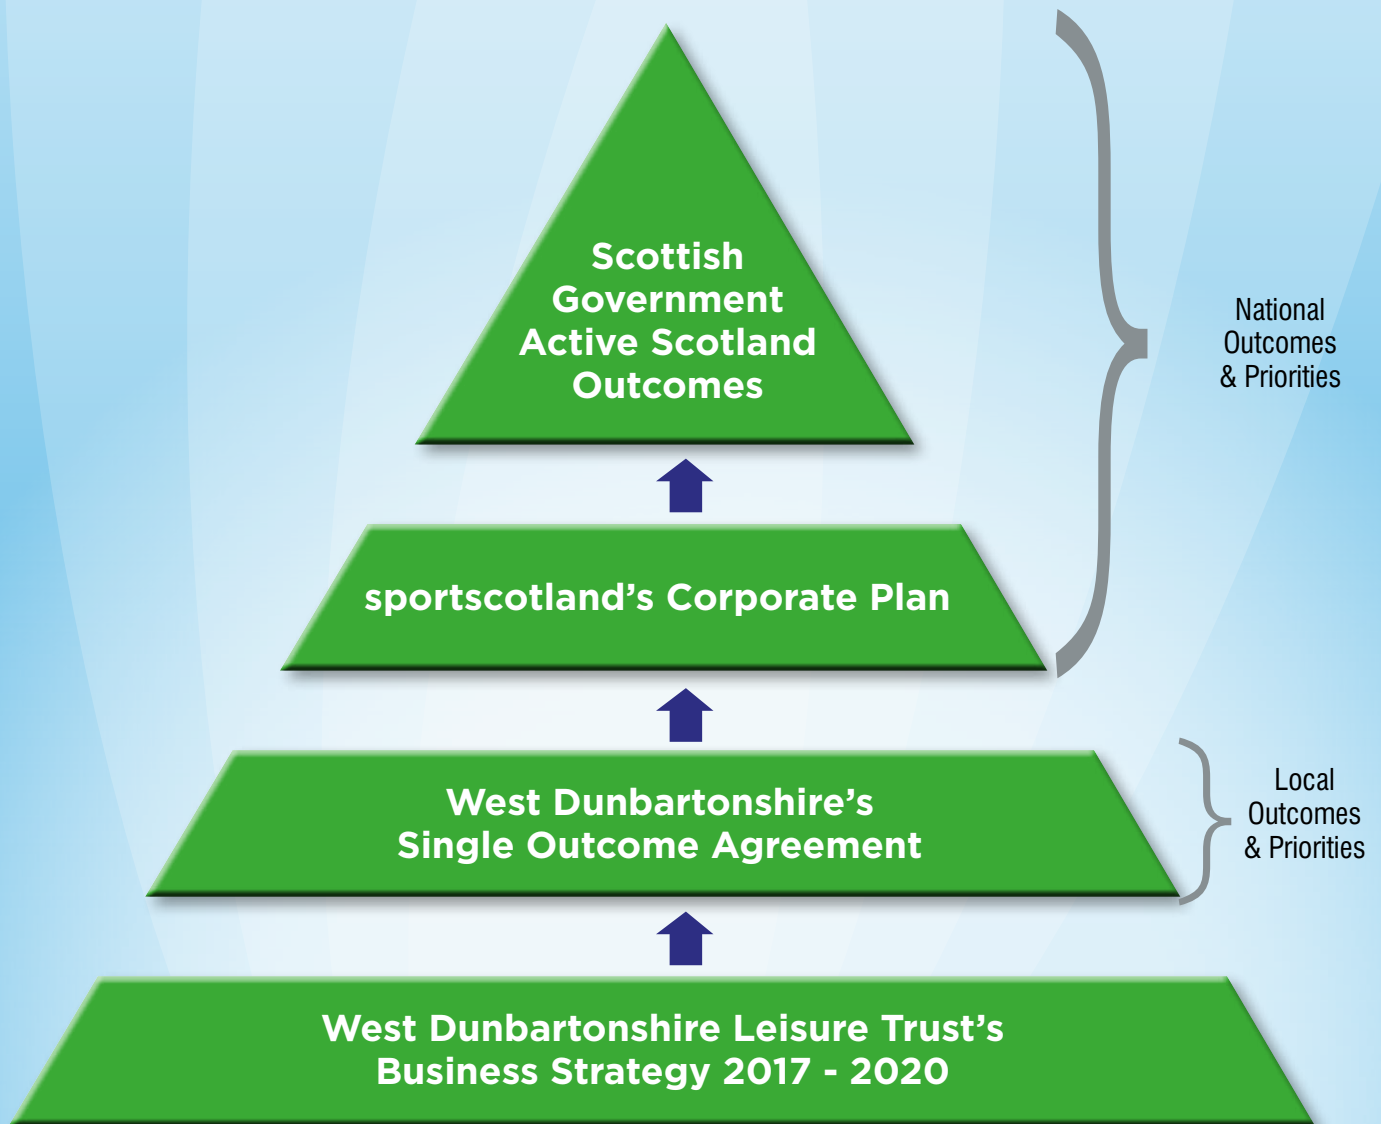 Scottish
Government
Active Scotland
Outcomes
National
Outcomes
& Priorities
sportscotland’s Corporate Plan
West Dunbartonshire’s
Single Outcome Agreement
Local
Outcomes
& Priorities
West Dunbartonshire Leisure Trust’s
Business Strategy 2017 - 2020